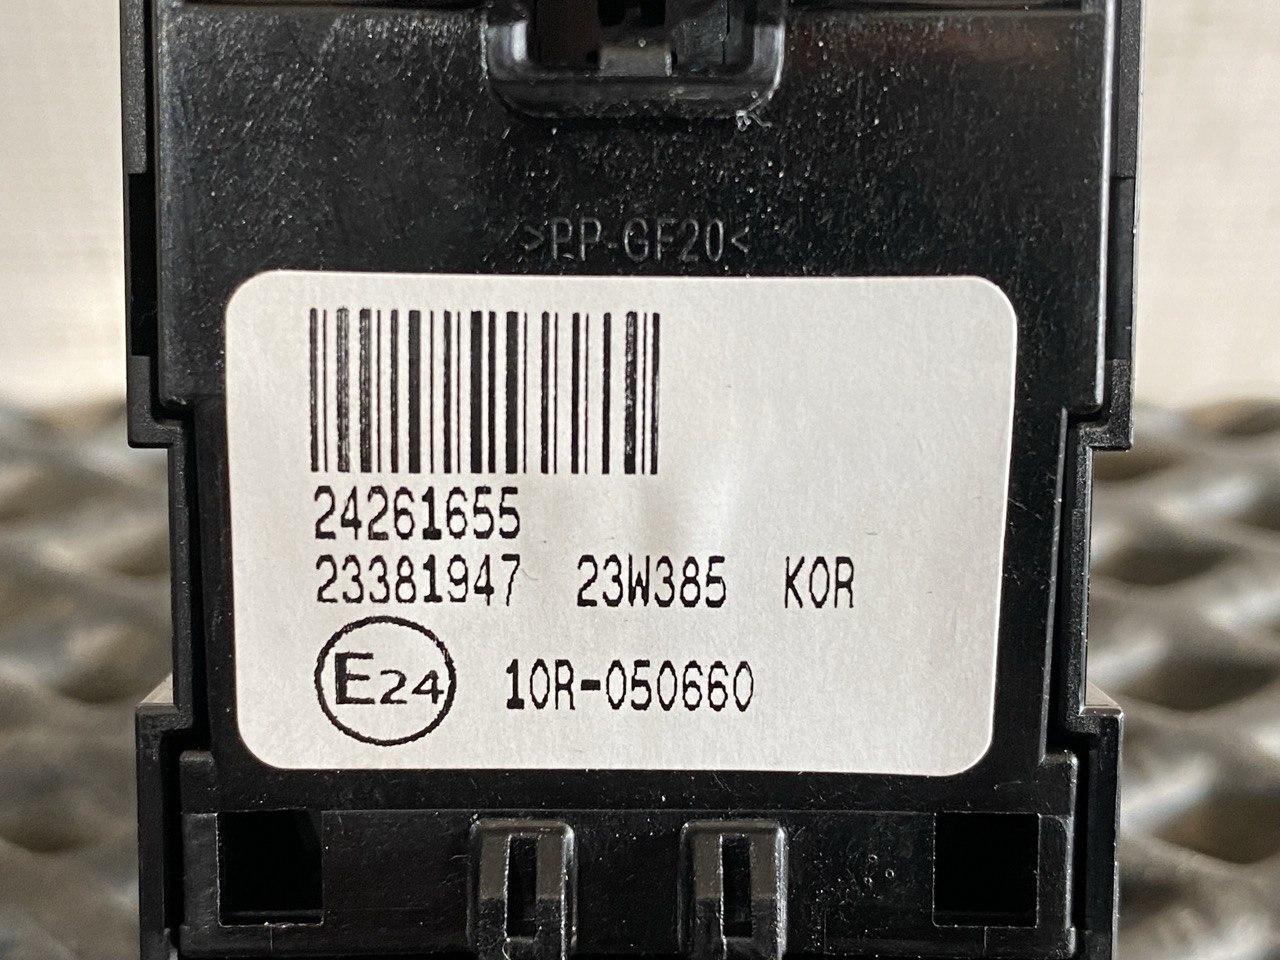 >PP-GF20<
24261655
23381947 23W385 KOR
E24 10R-050660